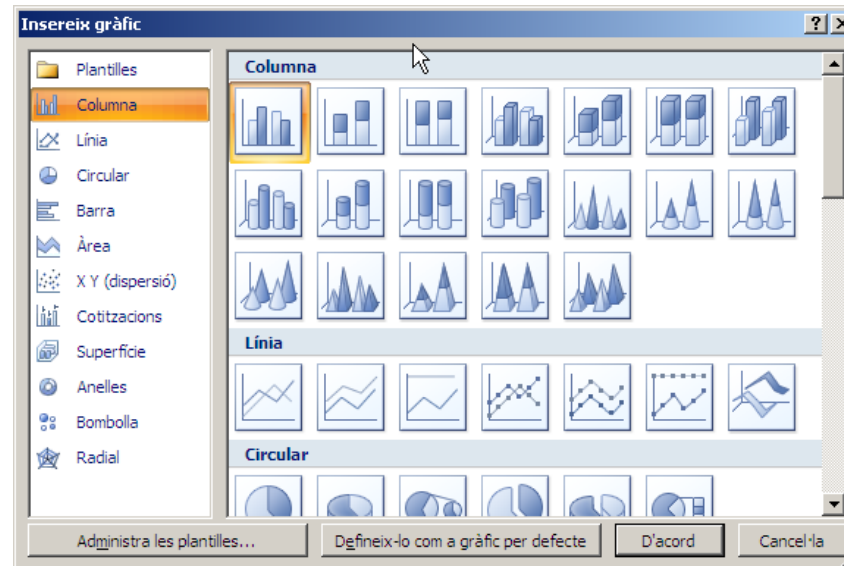 Insereix gràfic
Plantilles
Columna
Línia
Circular
Barra
Àrea
X Y (dispersió)
Cotitzacions
Superfície
Anelles
Bombolla
Radial
Columna
Línia
Circular
Administra les plantilles...
Defineix-lo com a gràfic per defecte
D'acord
Cancel·la